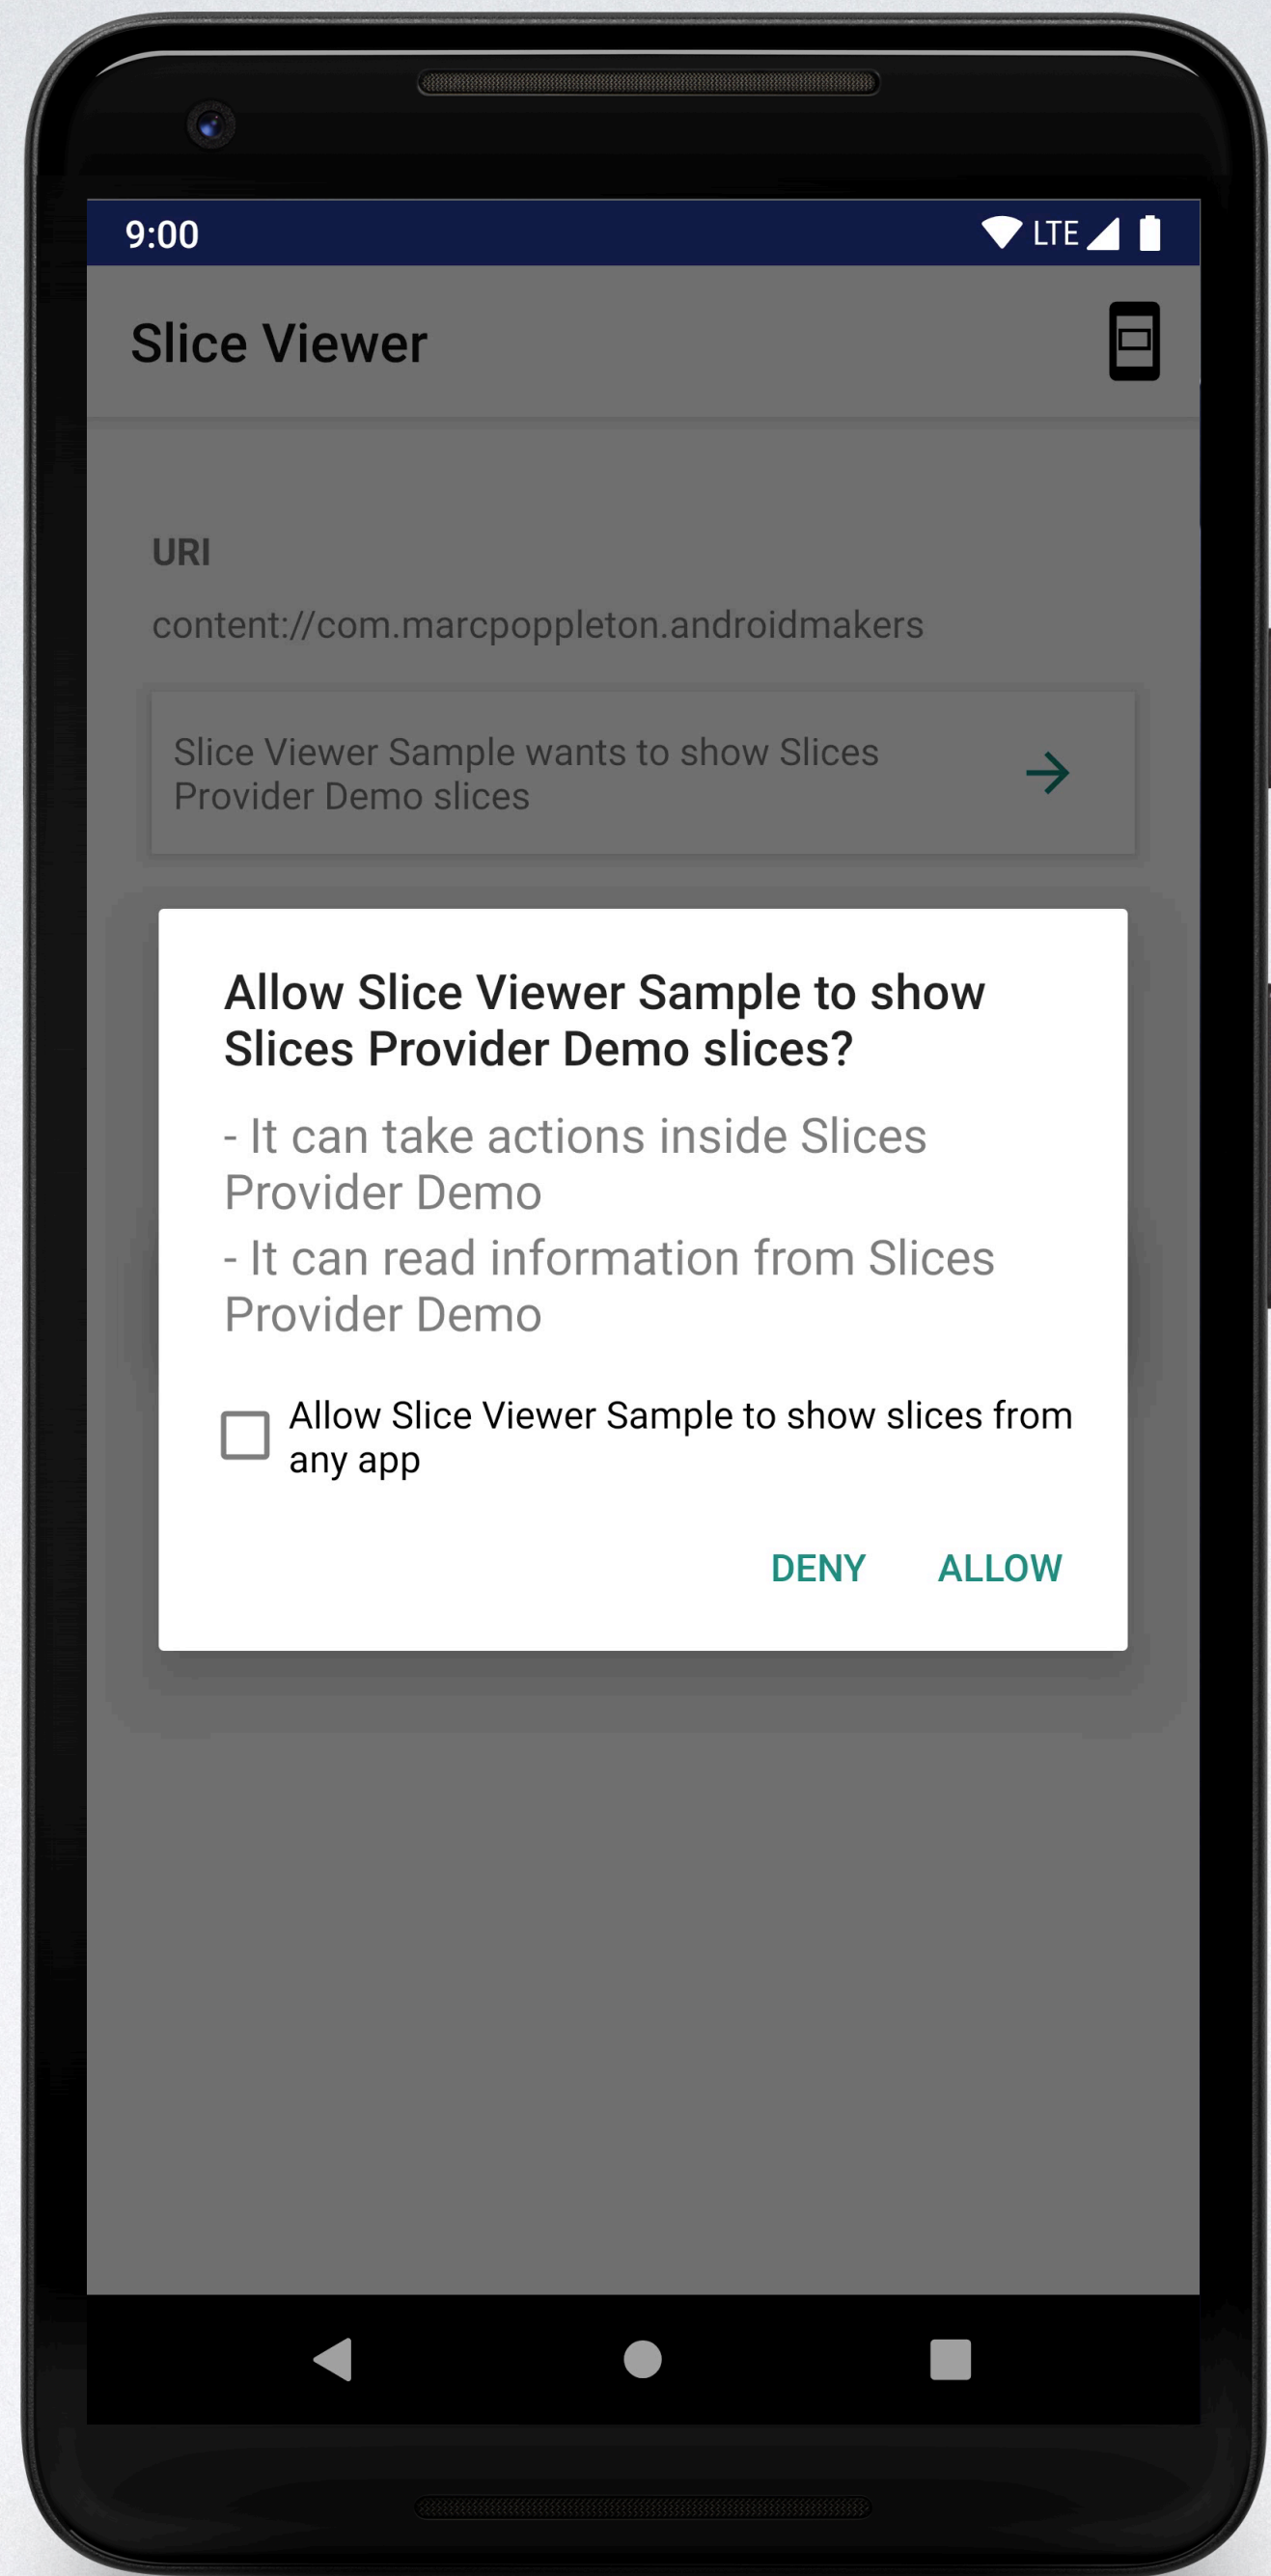 9:00
LTE
Slice Viewer
URI
content://com.marcpoppleton.androidmakers
Slice Viewer Sample wants to show Slices
Provider Demo slices
Allow Slice Viewer Sample to show
Slices Provider Demo slices?
- It can take actions inside Slices
Provider Demo
- It can read information from Slices
Provider Demo
Allow Slice Viewer Sample to show slices from
any app
DENY ALLOW